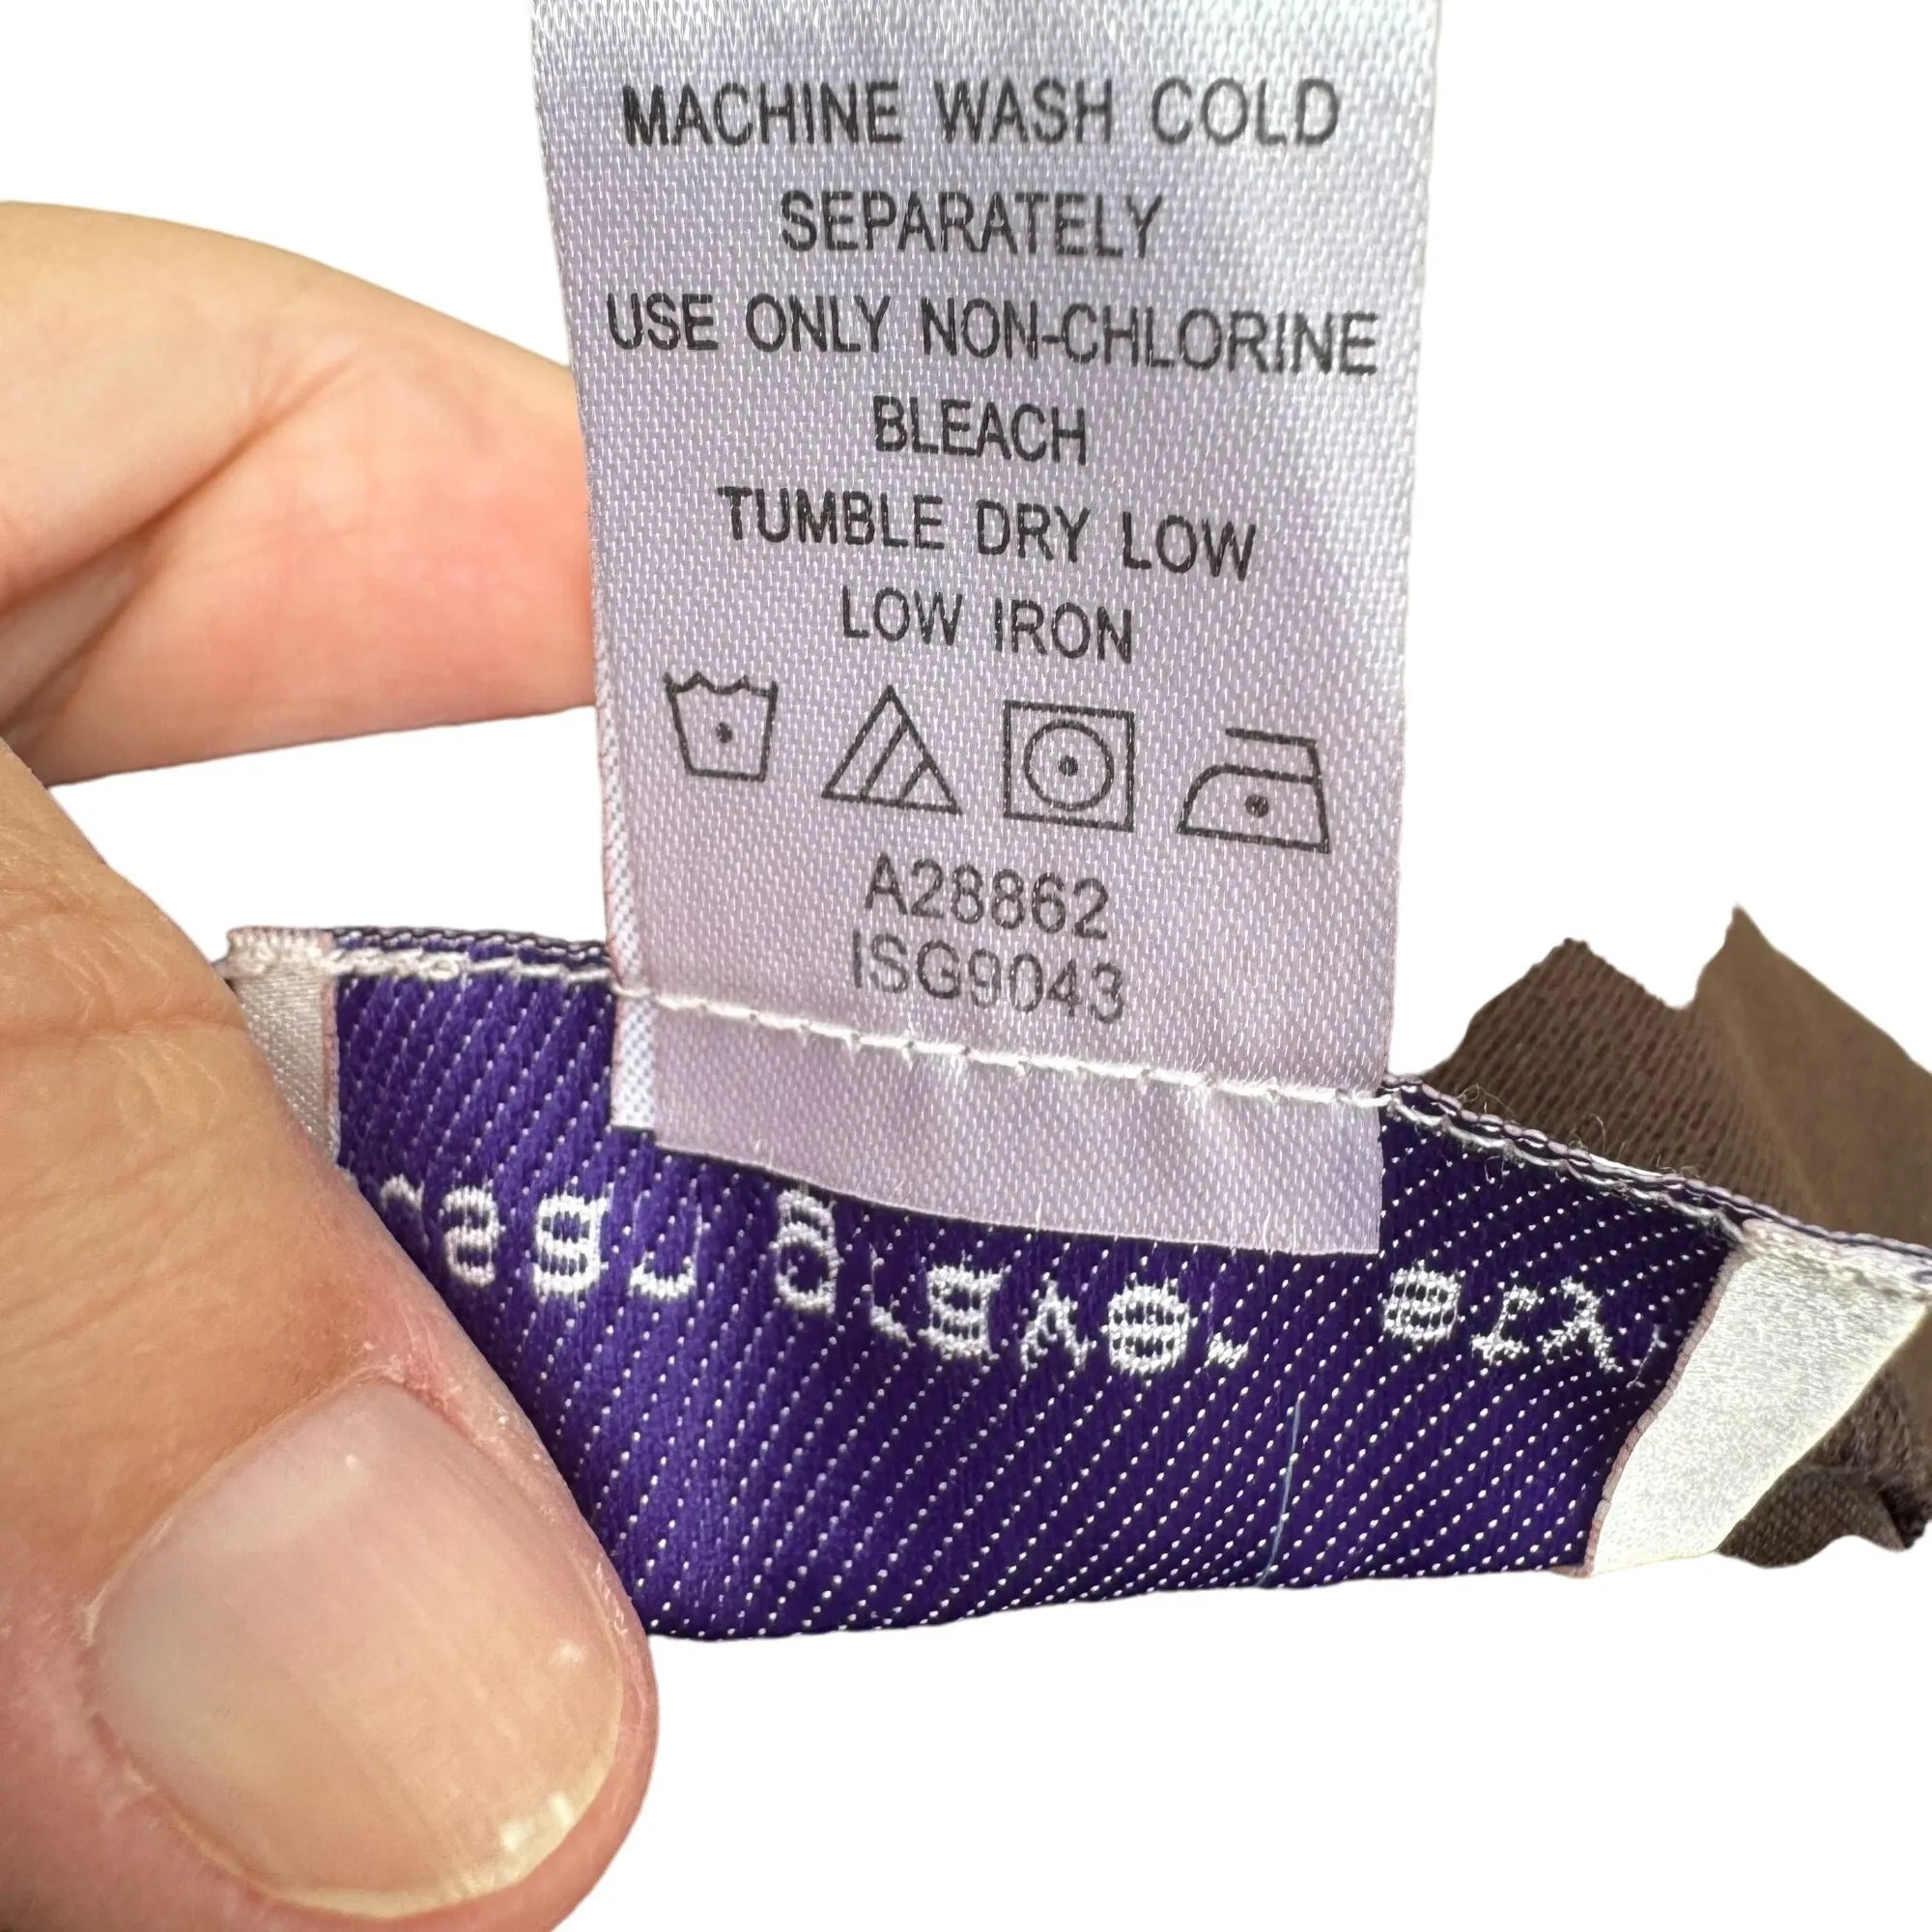 MACHINE WASH COLD
SEPARATELY
USE ONLY NON-CHLORINE
BLEACH
TUMBLE DRY LOW
LOW IRON
A28862
ISG9043